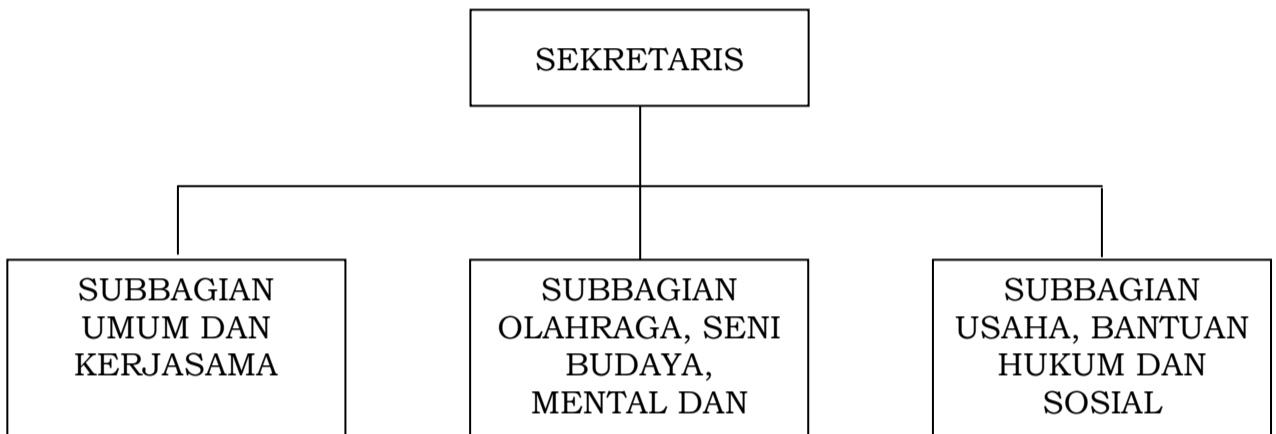 SEKRETARIS
SUBBAGIAN
UMUM DAN
KERJASAMA
SUBBAGIAN
OLAHRAGA, SENI
BUDAYA,
MENTAL DAN
SUBBAGIAN
USAHA, BANTUAN
HUKUM DAN
SOSIAL